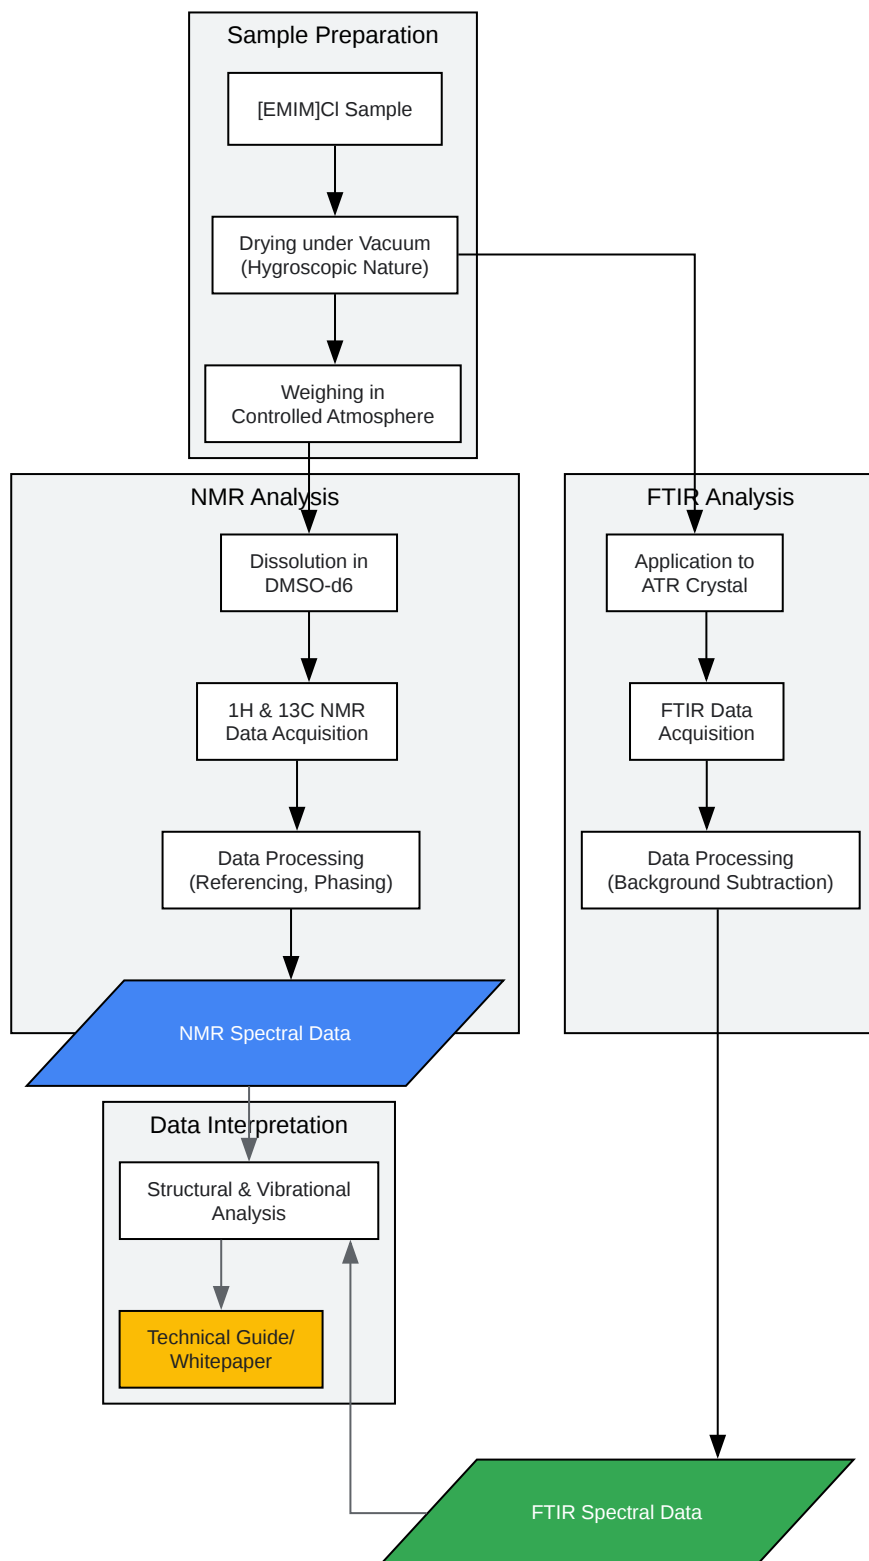 Sample Preparation
[EMIM]Cl Sample
Drying under Vacuum
(Hygroscopic Nature)
Weighing in
Controlled Atmosphere
NMR Analysis
Dissolution in
DMSO-d6
1H & 13C NMR
Data Acquisition
Data Processing
(Referencing, Phasing)
NMR Spectral Data
FTIR Analysis
Application to
ATR Crystal
FTIR Data
Acquisition
Data Processing
(Background Subtraction)
Data Interpretation
Structural & Vibrational
Analysis
Technical Guide/
Whitepaper
FTIR Spectral Data